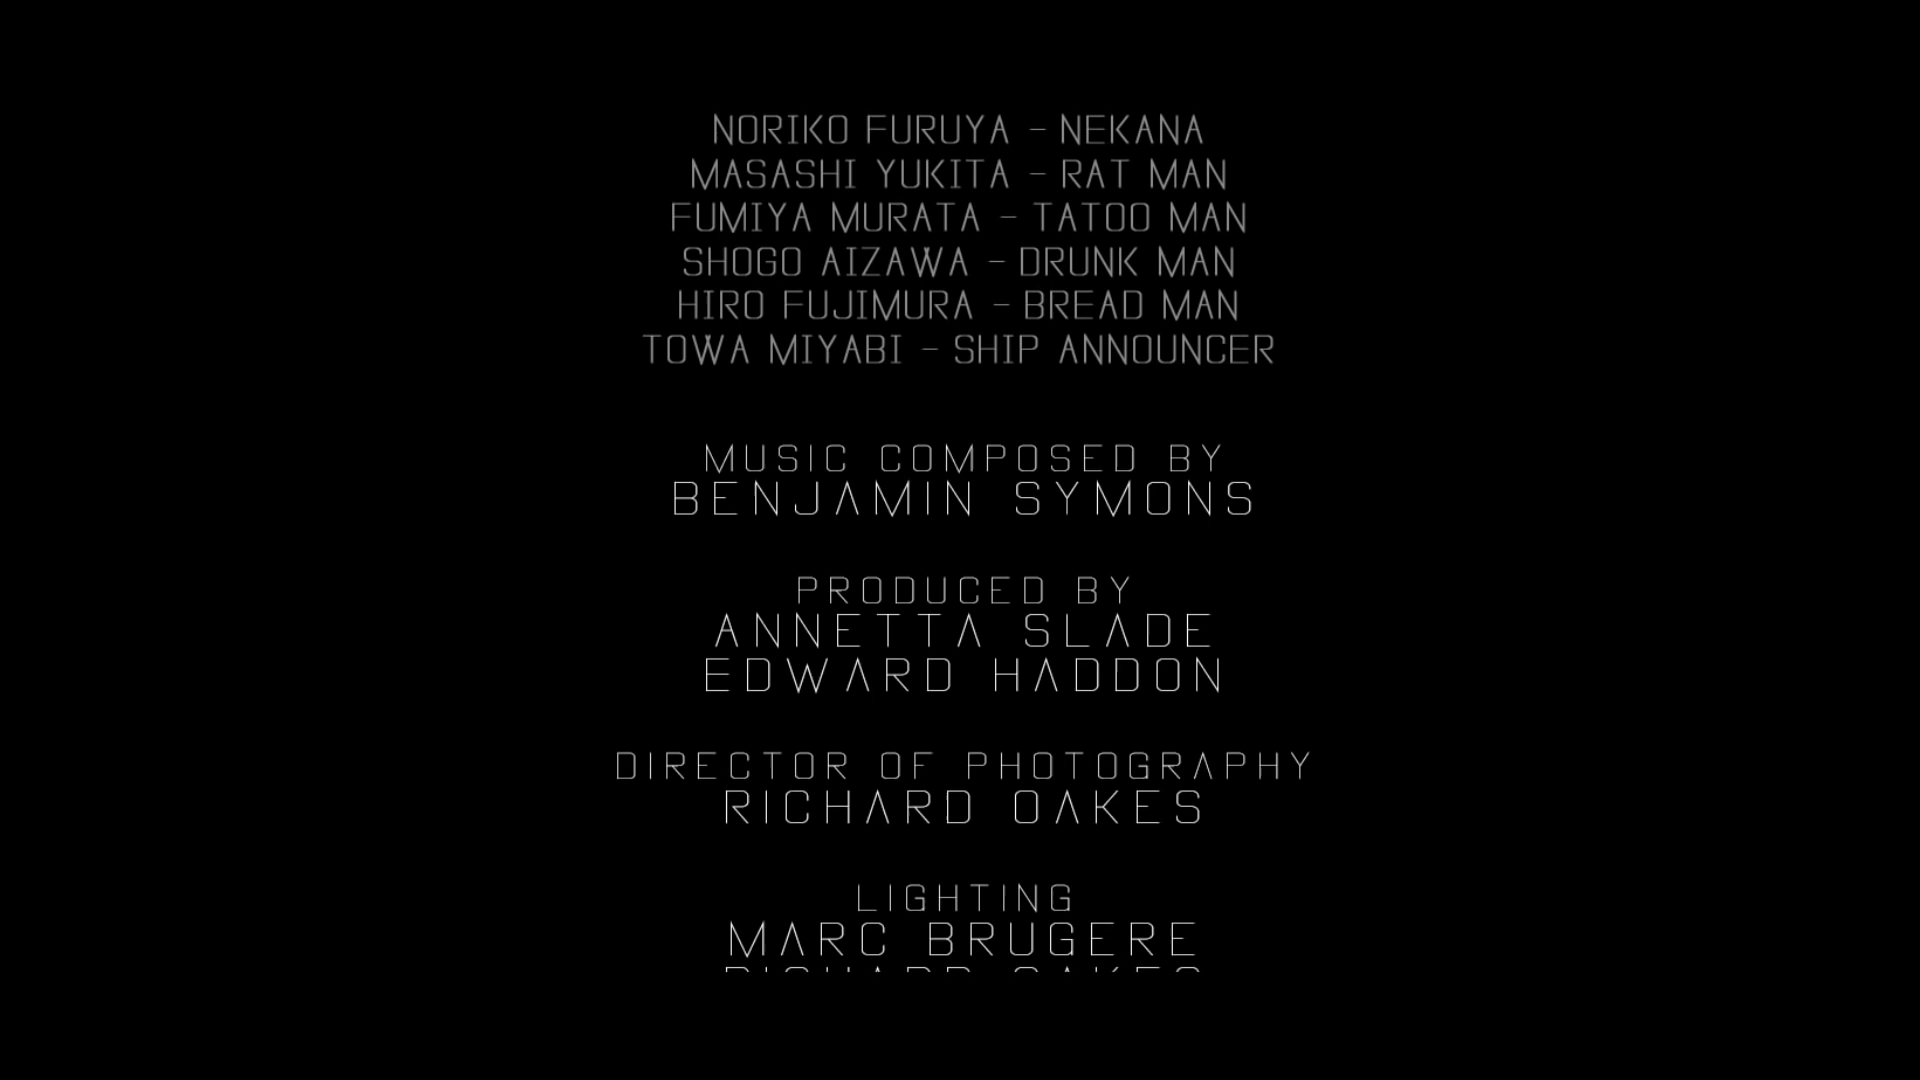 NORIKO FURUYA - NEKANA
MASASHI YUKITA - RAT MAN
FUMIYA MURATA - TATOO MAN
SHOGO AIZAWA - DRUNK MAN
HIRO FUJIMURA - BREAD MAN
TOWA MIYABI - SHIP ANNOUNCER
MUSIC COMPOSED BY
BENJAMIN SYMONS
PRODUCED BY
ANNETTA SLADE
EDWARD HADDON
DIRECTOR OF PHOTOGRAPHY
RICHARD OAKES
LIGHTING
MARC BRUGERE
RICHARD OAKES